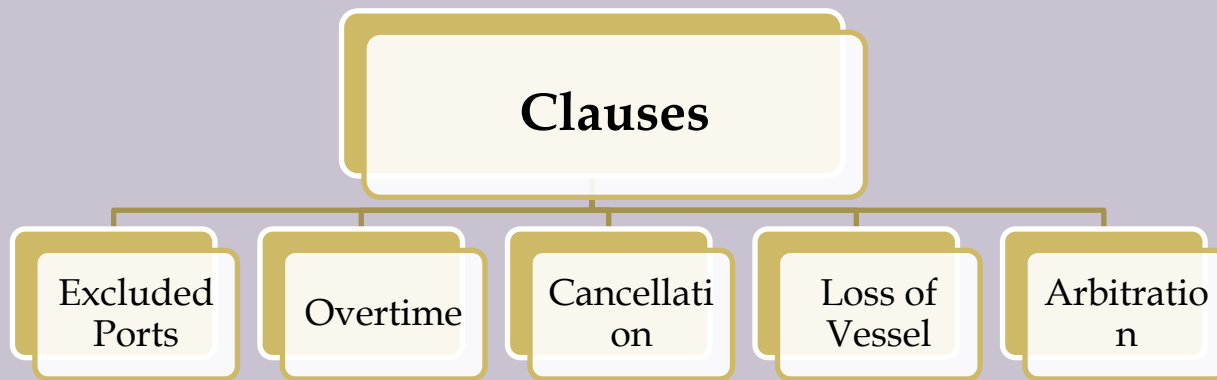 Clauses
Excluded
Ports
Overtime
Cancellati
on
Loss of
Vessel
Arbitratio
n